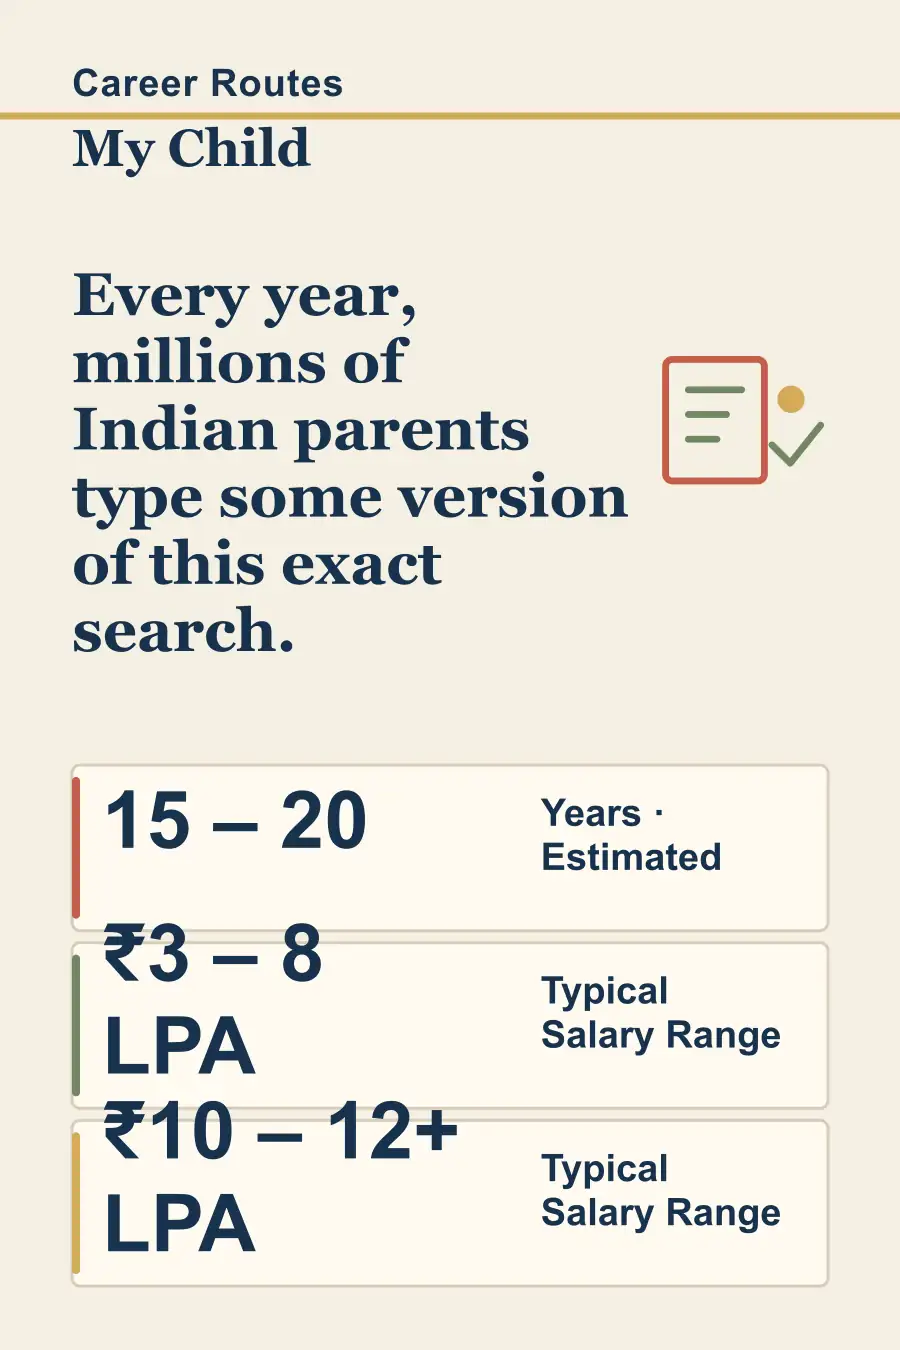 Career Routes
My Child
Every year,
millions of
Indian parents
type some version
of this exact
search.
15 – 20
Years ·
Estimated
₹3 – 8
LPA
Typical
Salary Range
₹10 – 12+
LPA
Typical
Salary Range